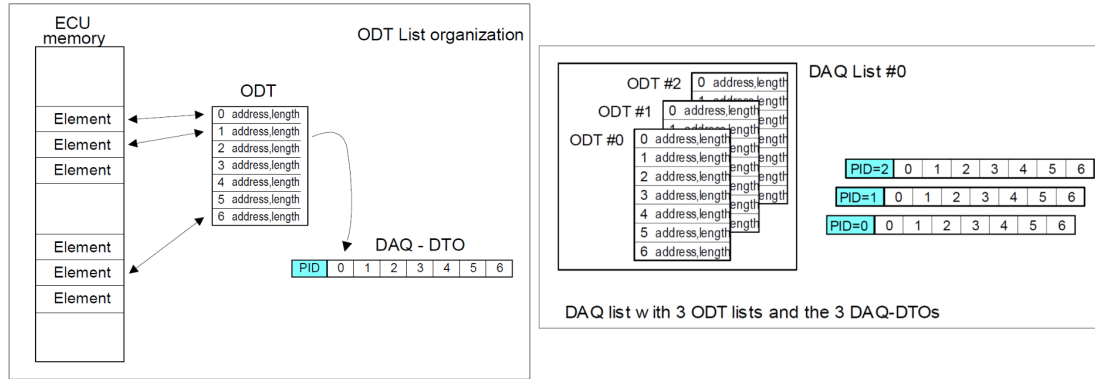 ECU
memory
ODT List organization
ODT
Element
Element
Element
Element
Element
Element
0 address,length
1 address,length
2 address,length
3 address,length
4 address,length
5 address,length
6 address,length
DAQ - DTO
PID 0 1 2 3 4 5 6
DAQ List #0
ODT #2
0 address,length
ODT #1
0 address,length
ODT #0
0 address,length
1 address,length
2 address,length
3 address,length
4 address,length
5 address,length
6 address,length
PID=2 0 1 2 3 4 5 6
PID=1 0 1 2 3 4 5 6
PID=0 0 1 2 3 4 5 6
DAQ list with 3 ODT lists and the 3 DAQ-DTOs